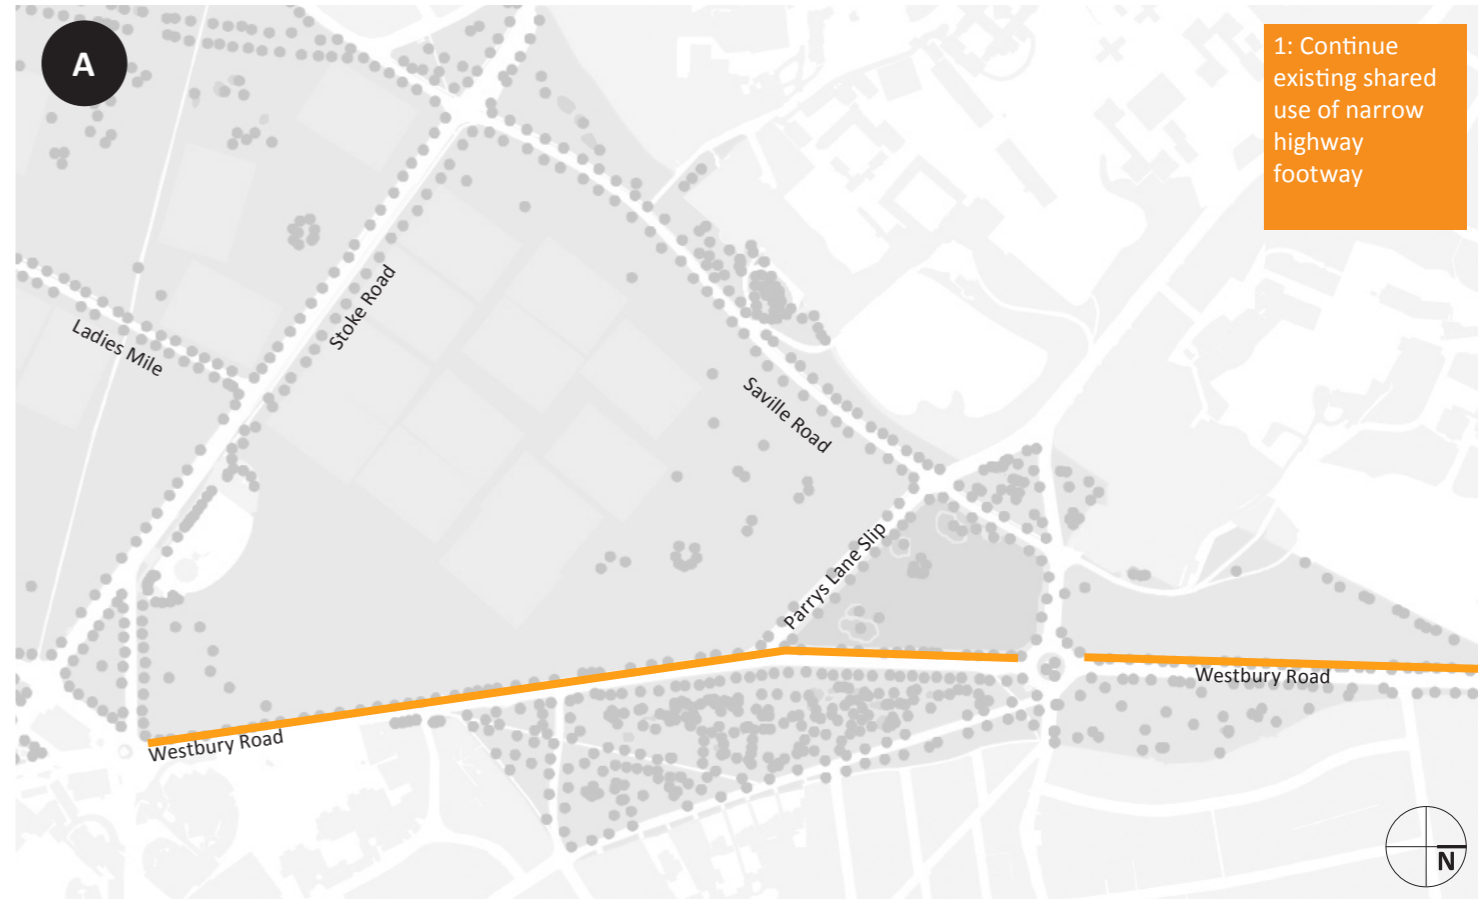 A
1: Continue
existing shared
use of narrow
highway
footway
Ladies Mile
Stoke Road
Saville Road
Parrys Lane Slip
Westbury Road
Westbury Road
N